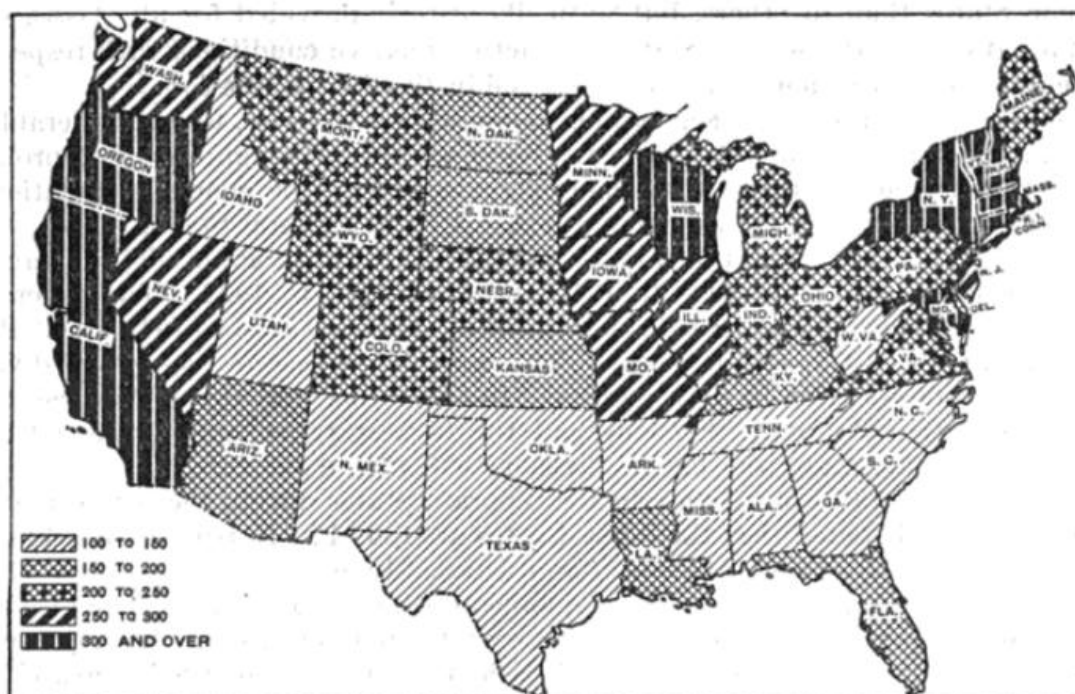 WASH.
MONT.
N. DAK.
MINN.
MAINE
OREGON
IDAHO
S. DAK.
WIS.
MICH.
N. Y.
VT.
MASS.
R. I.
CONN.
WYO.
IOWA
NEBR.
PA.
N. J.
NEV.
UTAH
COLO.
ILL.
IND.
OHIO
MD.
DEL.
W. VA.
VA.
CALIF.
KANSAS
MO.
KY.
ARIZ.
N. MEX.
OKLA.
ARK.
TENN.
N. C.
S. C.
TEXAS
LA.
MISS.
ALA.
GA.
FLA.
100 TO 150
150 TO 200
200 TO 250
250 TO 300
300 AND OVER